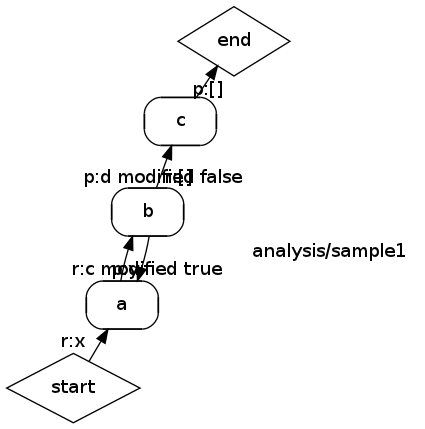 end
p:[]
c
p:d modified false
r:[]
b
analysis/sample1
r:c modified true
a
r:x
start